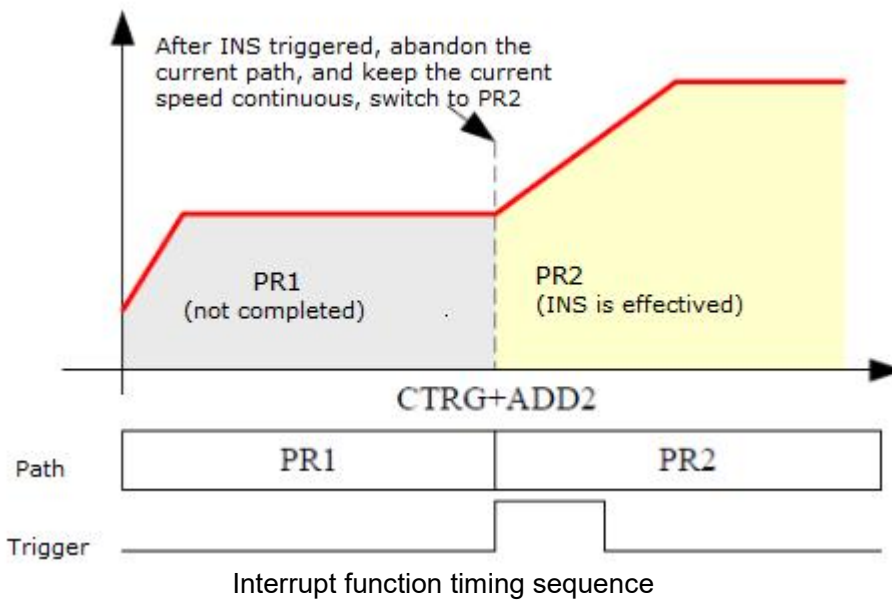 After INS triggered, abandon the
current path, and keep the current
speed continuous, switch to PR2
PR1
(not completed)
PR2
(INS is effectived)
CTRG+ADD2
Path
PR1
PR2
Trigger
Interrupt function timing sequence